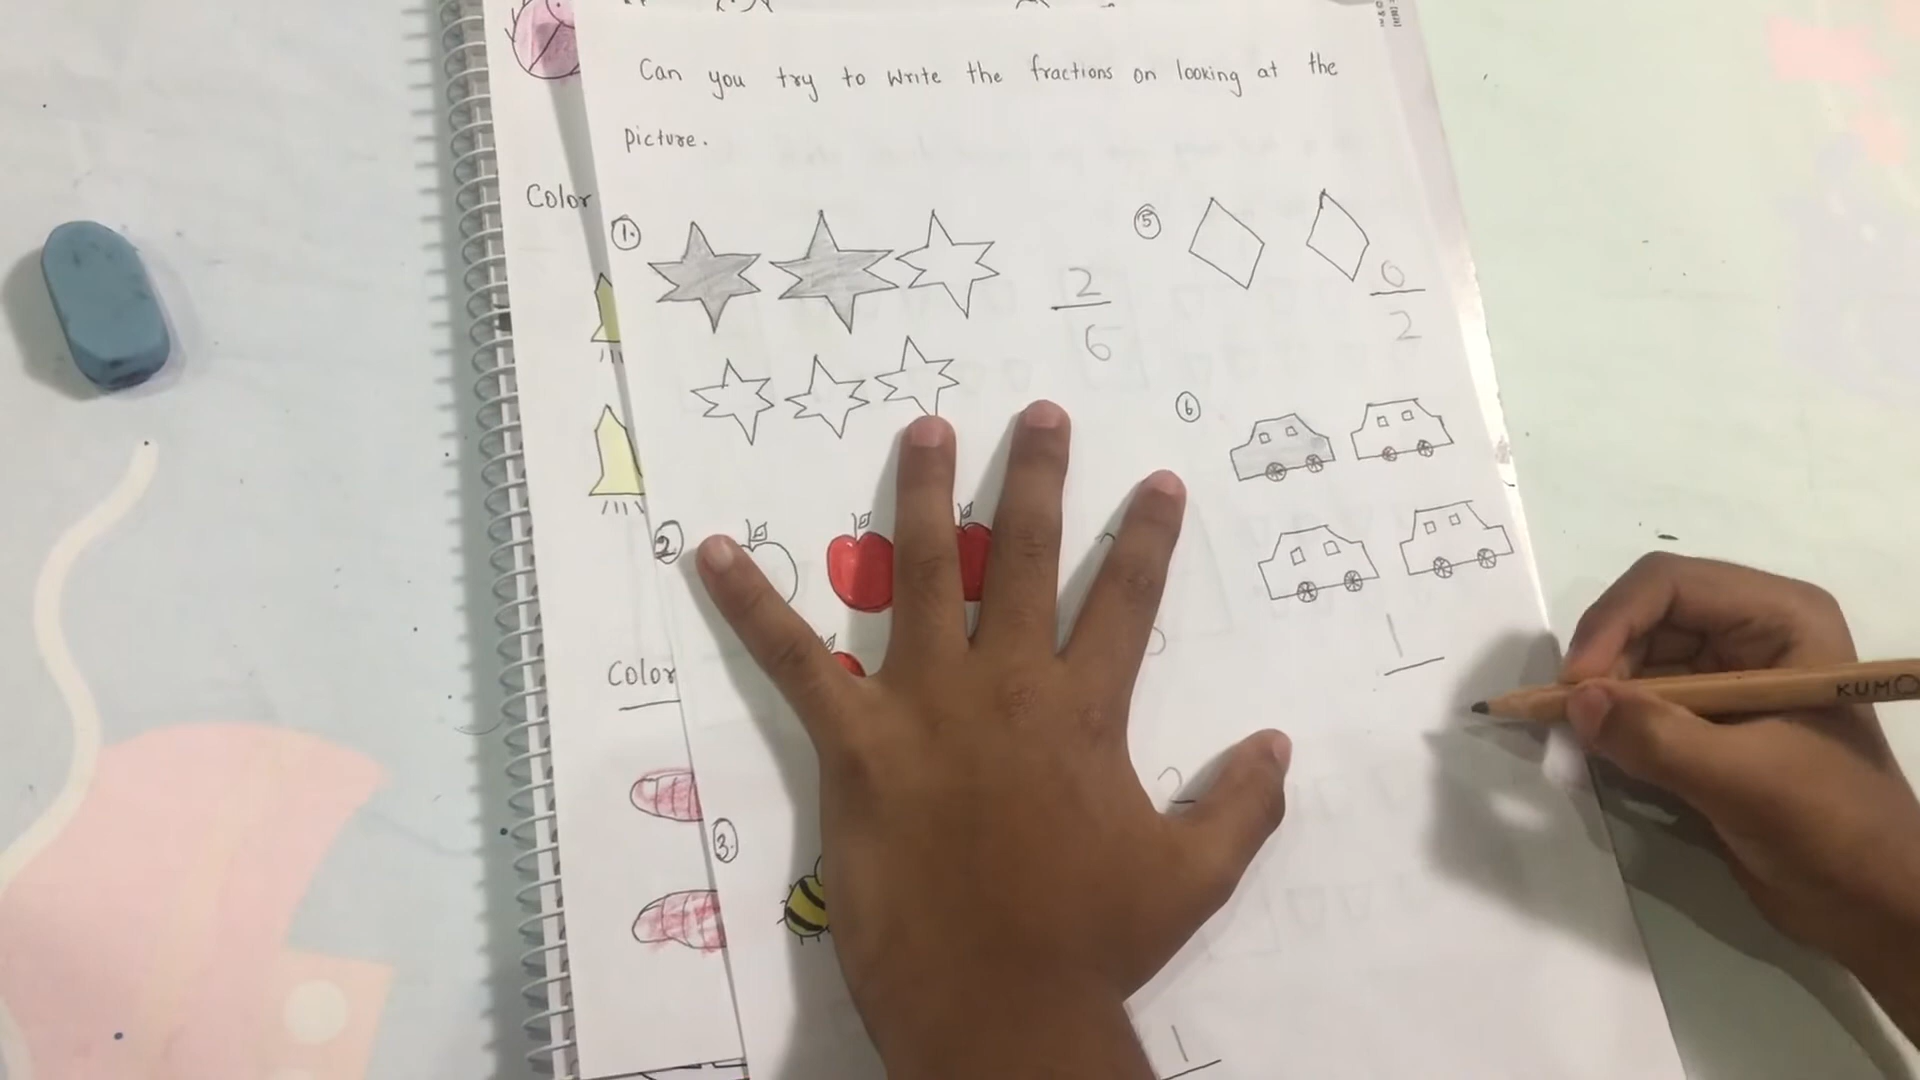 Can you try to write the fractions on looking at the
picture.
Color
1.
2
6
5
0
2
6
2
Color
1
KUMO
2
3.
1